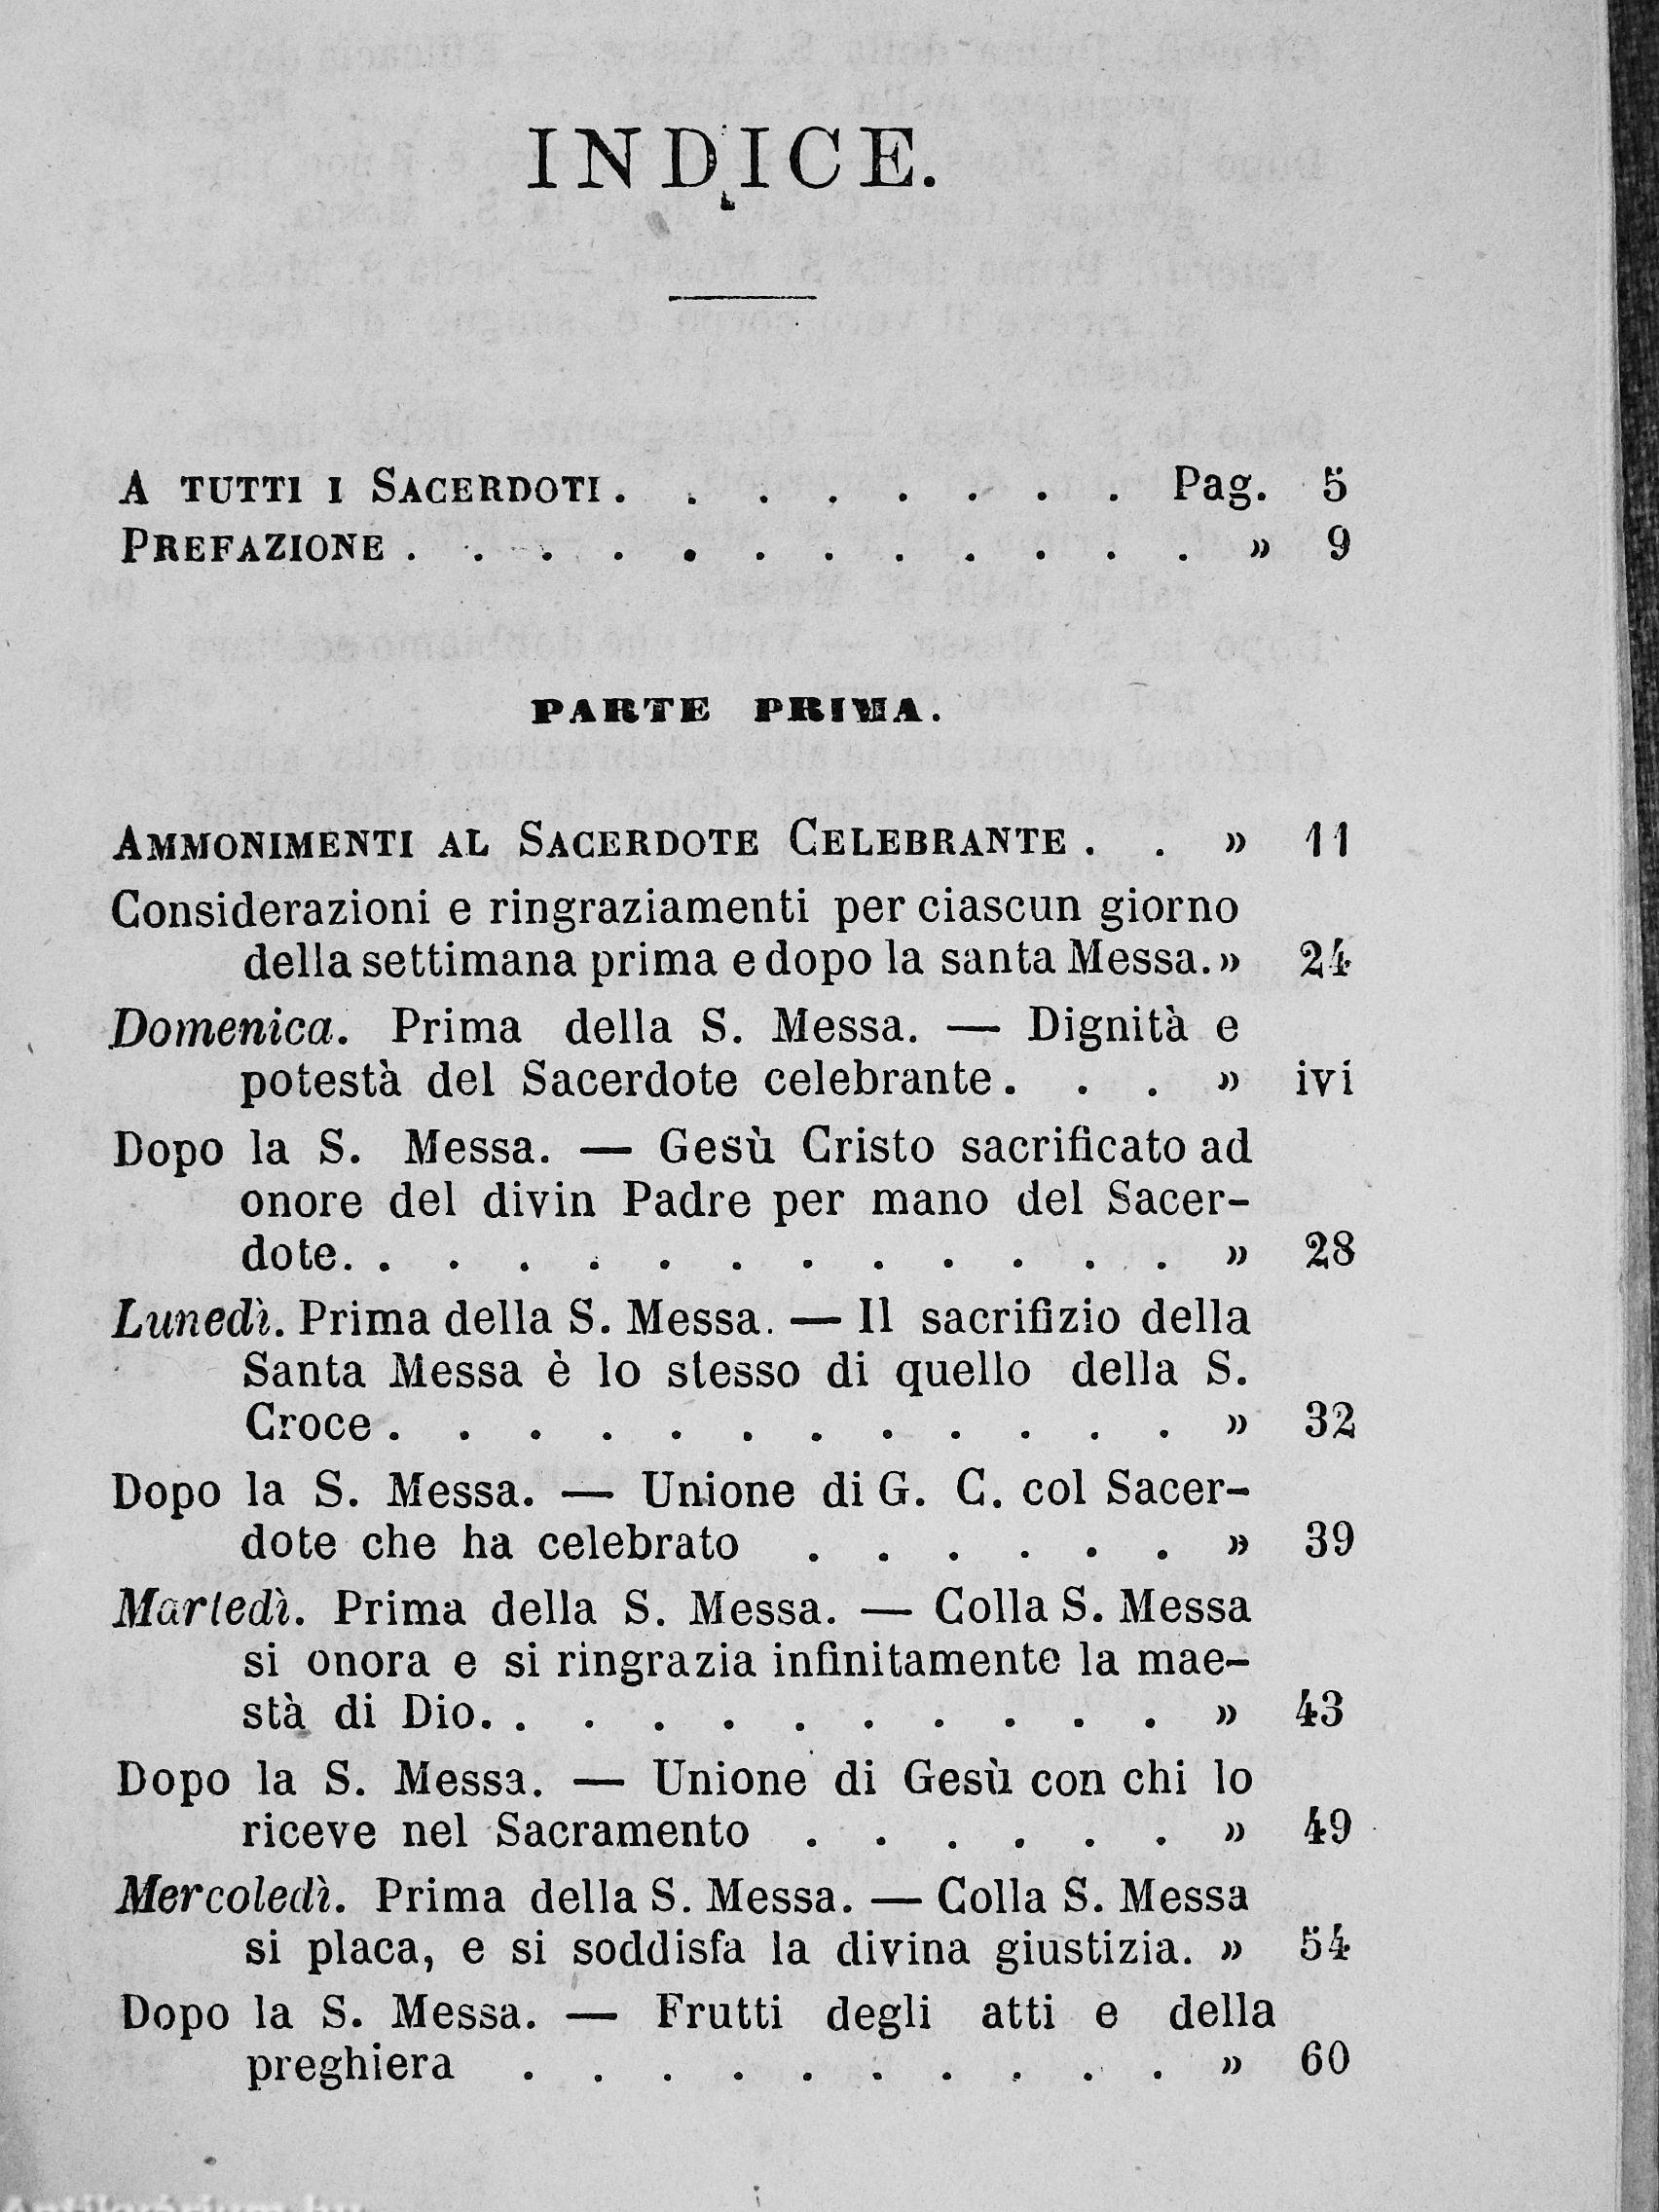 INDICE.
A TUTTI I SACERDOTI. . . . . . . . Pag. 5
PREFAZIONE . . . . . . . . . . . . » 9
PARTE PRIMA.
AMMONIMENTI AL SACERDOTE CELEBRANTE . . » 11
Considerazioni e ringraziamenti per ciascun giorno
della settimana prima e dopo la santa Messa. » 24
Domenica. Prima della S. Messa. — Dignità e
potestà del Sacerdote celebrante. . . » ivi
Dopo la S. Messa. — Gesù Cristo sacrificato ad
onore del divin Padre per mano del Sacer-
dote. . . . . . . . . . . . . » 28
Lunedì. Prima della S. Messa. — Il sacrifizio della
Santa Messa è lo stesso di quello della S.
Croce . . . . . . . . . . . . » 32
Dopo la S. Messa. — Unione di G. C. col Sacer-
dote che ha celebrato . . . . . . » 39
Martedì. Prima della S. Messa. — Colla S. Messa
si onora e si ringrazia infinitamente la mae-
stà di Dio. . . . . . . . . . . » 43
Dopo la S. Messa. — Unione di Gesù con chi lo
riceve nel Sacramento . . . . . . » 49
Mercoledì. Prima della S. Messa. — Colla S. Messa
si placa, e si soddisfa la divina giustizia. » 54
Dopo la S. Messa. — Frutti degli atti e della
preghiera . . . . . . . . . . » 60